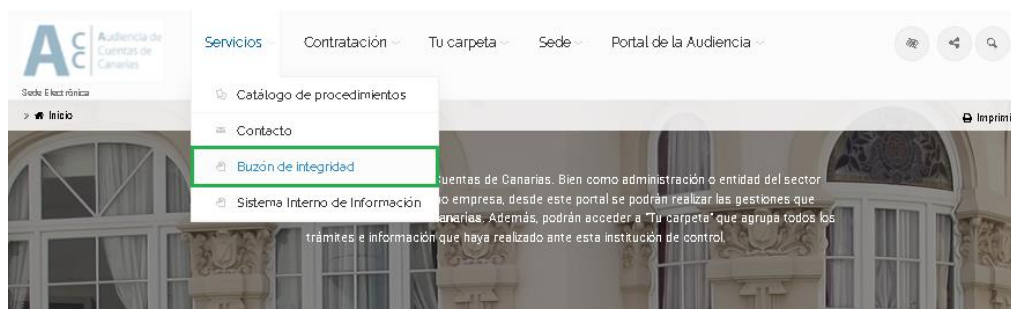 Audiencia de
Cuentas de
Canarias
Sede Electrónica
Servicios
Contratación
Tu carpeta
Sede
Portal de la Audiencia
Inicio
Imprimi
Catálogo de procedimientos
Contacto
Buzón de integridad
Sistema Interno de Información
Cuentas de Canarias. Bien como administración o entidad del sector
no empresa, desde este portal se podrán realizar las gestiones que
anarias. Además, podrán acceder a "Tu carpeta" que agrupa todos los
trámites e información que haya realizado ante esta institución de control.